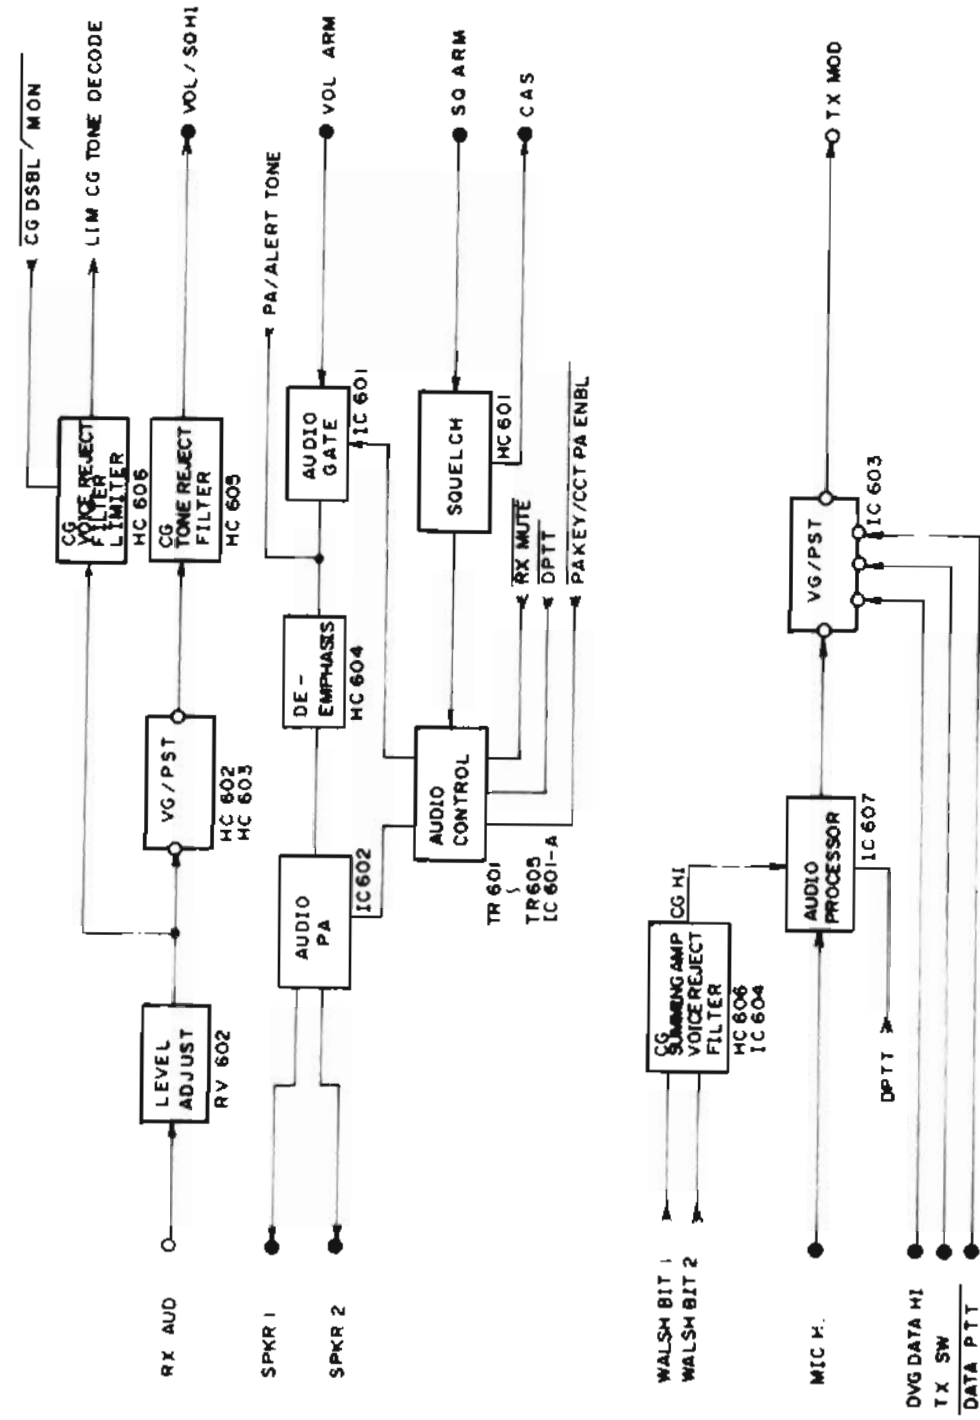 RX AUD
LEVEL
ADJUST
RV 602
VG/PST
HC 602
HC 603
CG
VOICE REJECT
FILTER
LIMITER
HC 606
CG
TONE REJECT
FILTER
HC 605
CG DSBL / MON
LIM CG TONE DECODE
VOL / SQ HI
SPKR 1
SPKR 2
AUDIO
PA
IC 602
DE-
EMPHASIS
HC 604
AUDIO
GATE
IC 601
PA/ALERT TONE
VOL ARM
AUDIO
CONTROL
TR 601
TR 605
IC 601-A
SQUELCH
HC 601
SQ ARM
CAS
RX MUTE
DPTT
PAKEY/CCT PA ENBL
WALSH BIT 1
WALSH BIT 2
CG
SUMMING AMP
VOICE REJECT
FILTER
HC 606
IC 604
CG HI
MIC
AUDIO
PROCESSOR
IC 607
DPTT
VG/PST
IC 603
TX MOD
DVG DATA HI
TX SW
DATA PTT